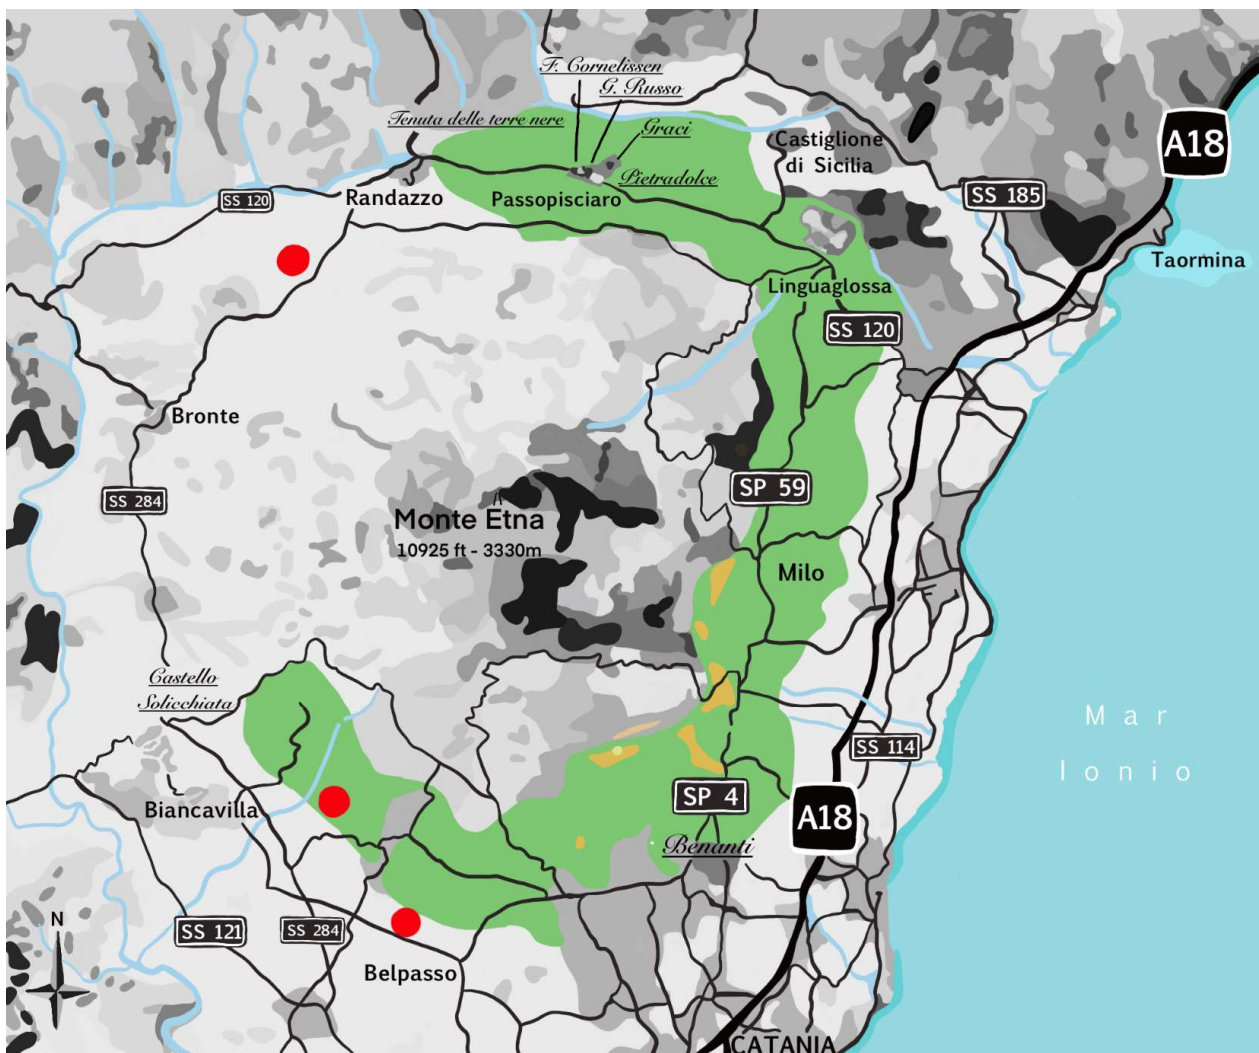 F. Cornelissen
G. Russo
Tenuta delle terre nere
Graci
Castiglione
di Sicilia
A18
Pietradolce
SS 120
Randazzo
Passopisciaro
SS 185
Taormina
Linguaglossa
SS 120
Bronte
SS 284
SP 59
Monte Etna
10925 ft - 3330m
Milo
Castello
Solicchiata
Mar
Ionio
SS 114
SP 4
A18
Biancavilla
Benanti
N
SS 121
SS 284
Belpasso
CATANIA